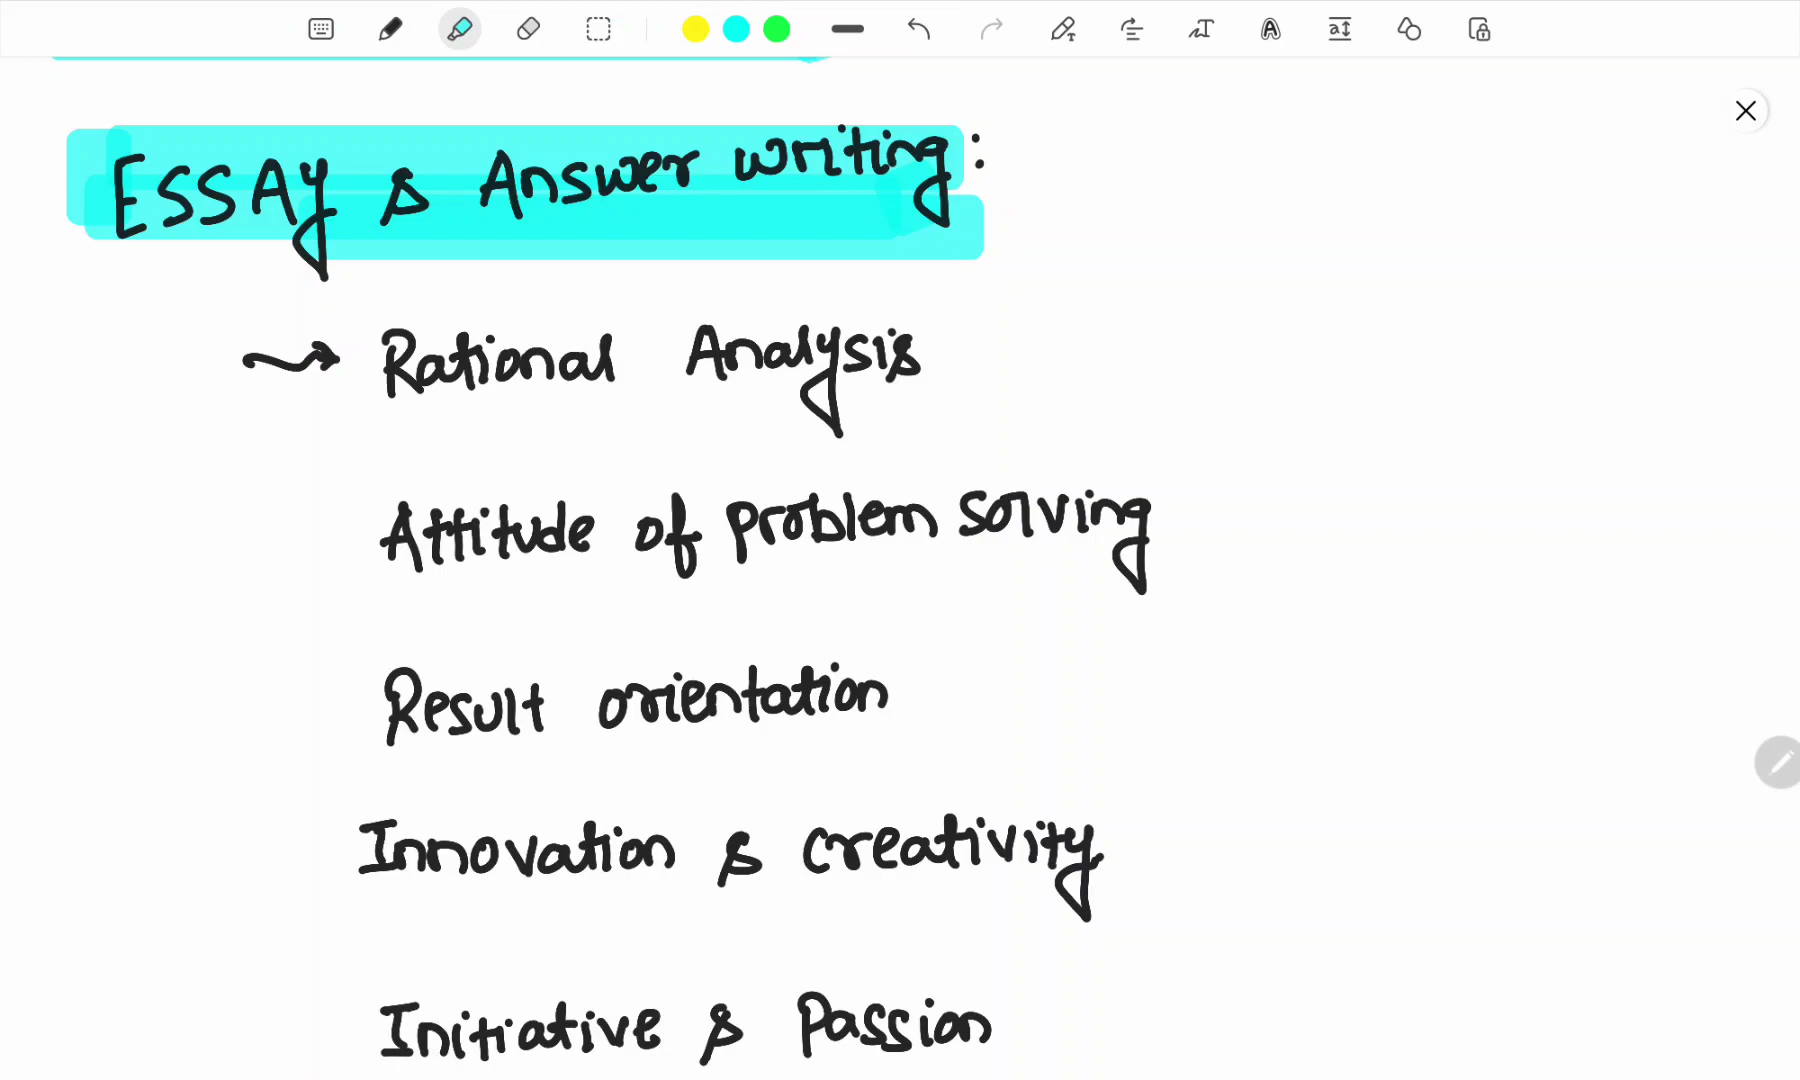 ESSAy & Answer writing:
→ Rational Analysis
Attitude of problem solving
Result orientation
Innovation & creativity
Initiative & Passion